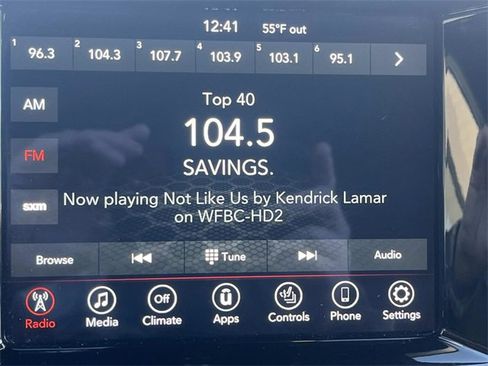 12:41 55°F out
1 96.3 2 104.3 3 107.7 4 103.9 5 103.1 6 95.1
AM
Top 40
104.5
FM
SAVINGS.
Now playing Not Like Us by Kendrick Lamar
on WFBC-HD2
sxm
Browse Tune Audio
Off
Radio Media Climate Apps Controls Phone Settings